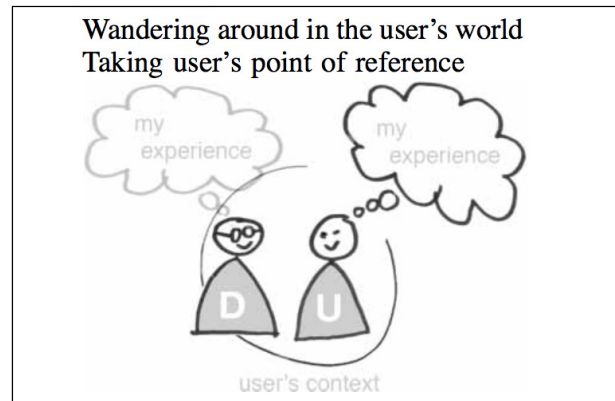 Wandering around in the user's world
Taking user's point of reference
my
experience
my
experience
D
U
user's context